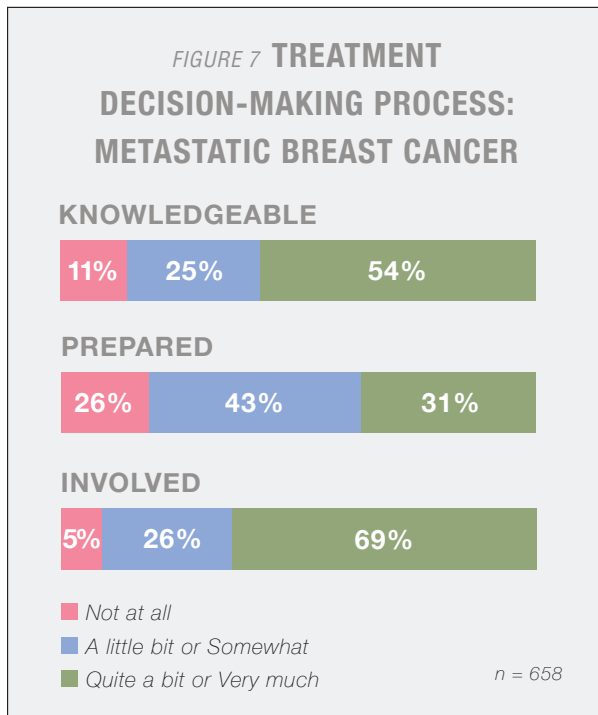 FIGURE 7 TREATMENT
DECISION-MAKING PROCESS:
METASTATIC BREAST CANCER
KNOWLEDGEABLE
11% 25% 54%
PREPARED
26% 43% 31%
INVOLVED
5% 26% 69%
Not at all
A little bit or Somewhat
Quite a bit or Very much
n = 658